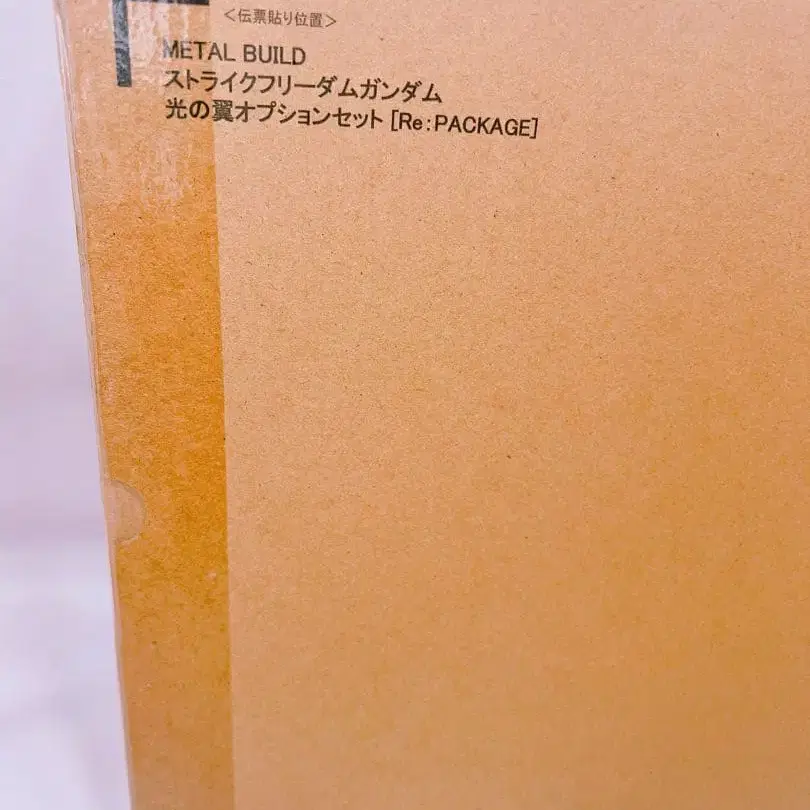 <伝票貼り位置>
METAL BUILD
ストライクフリーダムガンダム
光の翼オプションセット [Re:PACKAGE]